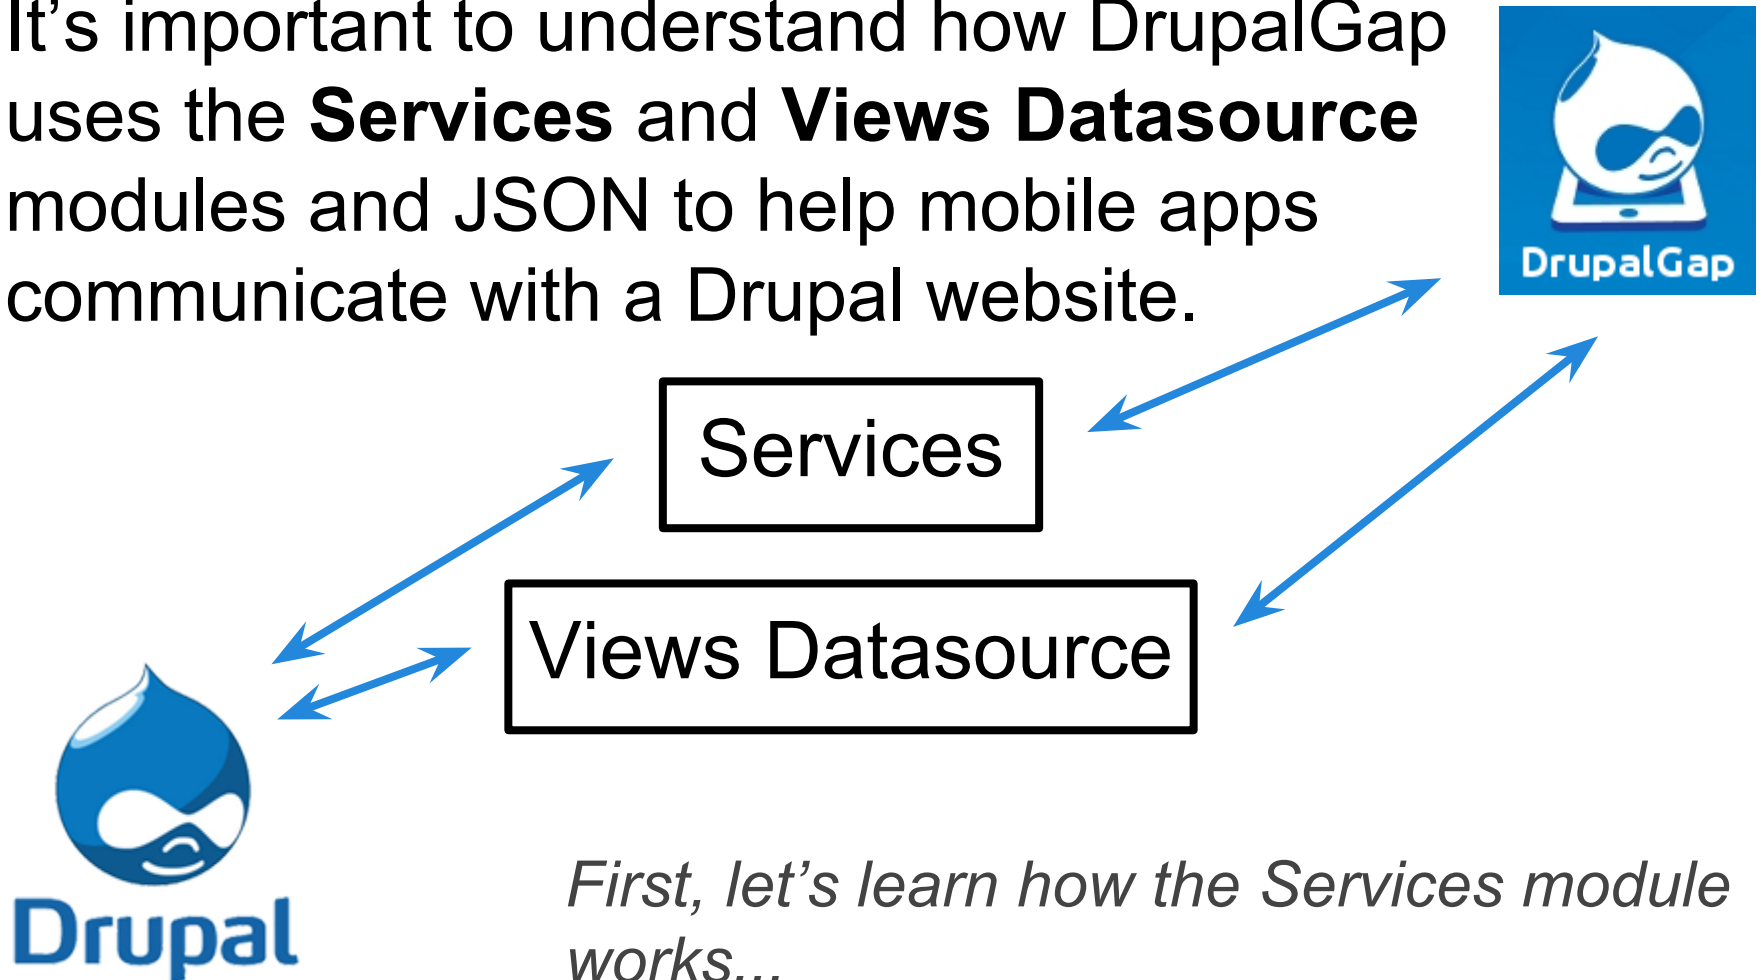 It’s important to understand how DrupalGap
uses the Services and Views Datasource
modules and JSON to help mobile apps
communicate with a Drupal website.
DrupalGap
Services
Views Datasource
Drupal
First, let’s learn how the Services module
works...